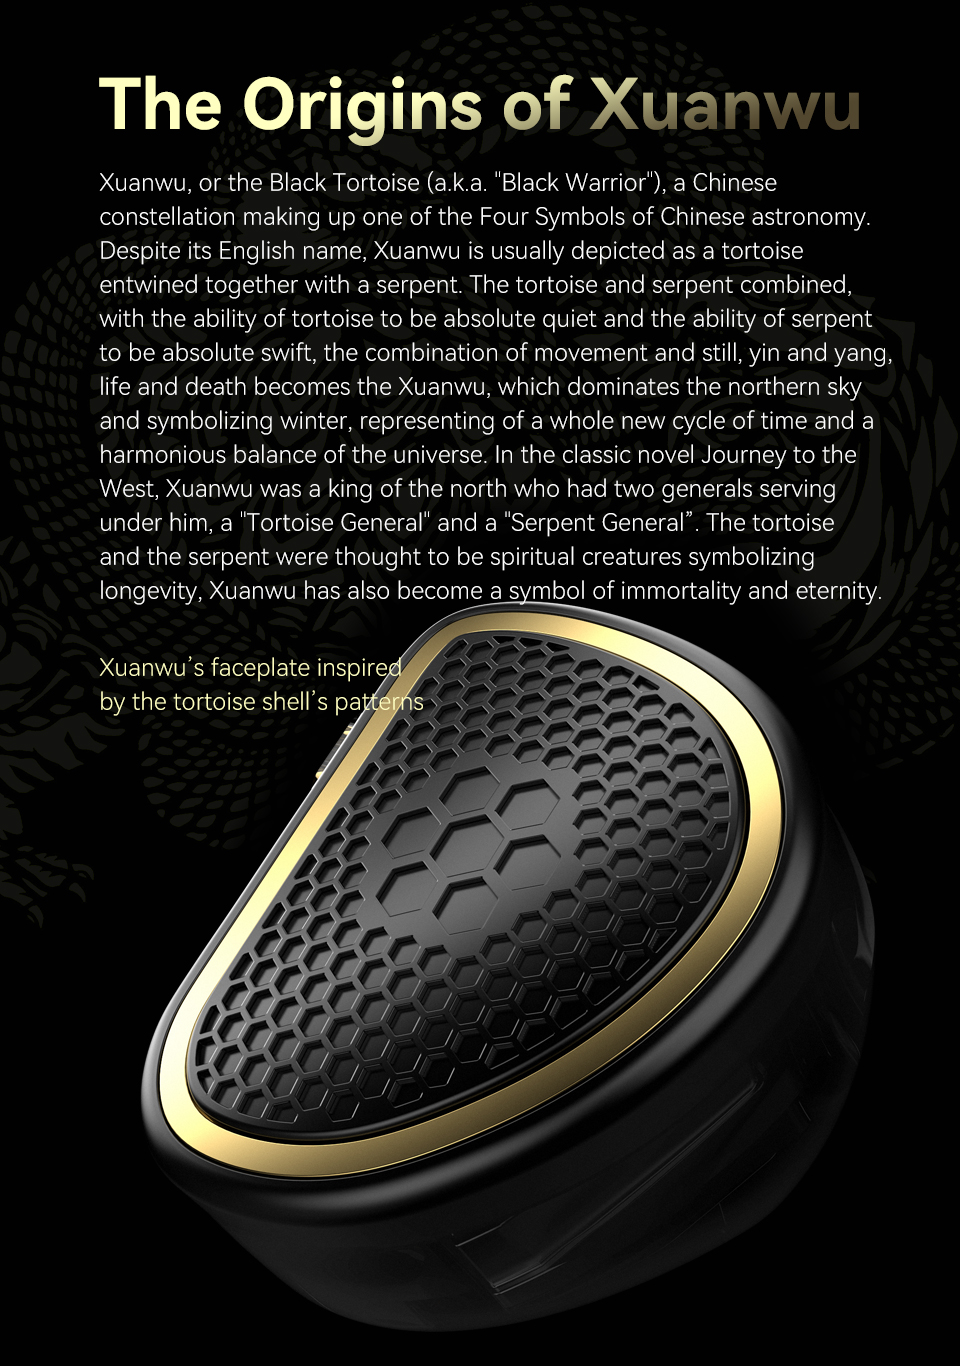 The Origins of Xuanwu
Xuanwu, or the Black Tortoise (a.k.a. "Black Warrior"), a Chinese
constellation making up one of the Four Symbols of Chinese astronomy.
Despite its English name, Xuanwu is usually depicted as a tortoise
entwined together with a serpent. The tortoise and serpent combined,
with the ability of tortoise to be absolute quiet and the ability of serpent
to be absolute swift, the combination of movement and still, yin and yang,
life and death becomes the Xuanwu, which dominates the northern sky
and symbolizing winter, representing of a whole new cycle of time and a
harmonious balance of the universe. In the classic novel Journey to the
West, Xuanwu was a king of the north who had two generals serving
under him, a "Tortoise General" and a "Serpent General”. The tortoise
and the serpent were thought to be spiritual creatures symbolizing
longevity, Xuanwu has also become a symbol of immortality and eternity.
Xuanwu’s faceplate inspired
by the tortoise shell’s patterns